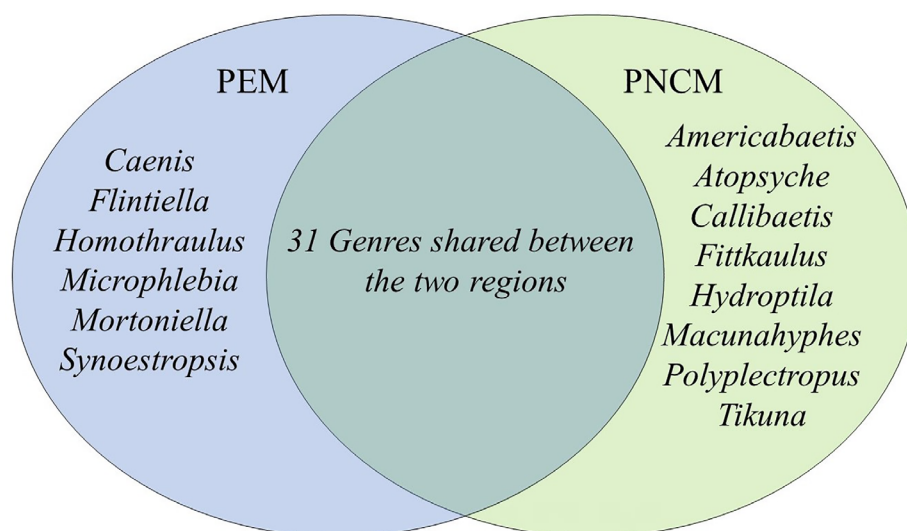 PEM
Caenis
Flintiella
Homothraulus
Microphlebia
Mortoniella
Synoestropsis
31 Genres shared between
the two regions
PNCM
Americabaetis
Atopsyche
Callibaetis
Fittkaulus
Hydroptila
Macunahyphes
Polyplectropus
Tikuna